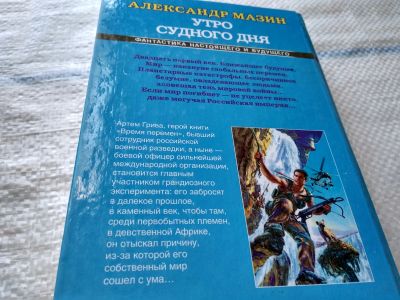 АЛЕКСАНДР МАЗИН
УТРО
СУДНОГО ДНЯ
ФАНТАСТИКА НАСТОЯЩЕГО И БУДУЩЕГО
Двадцать первый век. Ближайшее будущее.
Мир — накануне глобальных перемен.
Планетарные катастрофы, беспричинное
безумие, овладевающее людьми,
зловещая тень мировой войны...
Если мир погибнет — не уцелеет никто,
даже могучая Российская империя...
Артем Грива, герой книги
«Время перемен», бывший
сотрудник российской
военной разведки, а ныне —
боевой офицер сильнейшей
международной организации,
становится главным
участником грандиозного
эксперимента: его забросят
в далекое прошлое,
в каменный век, чтобы там,
среди первобытных племен,
в девственной Африке,
он отыскал причину,
из-за которой его
собственный мир
сошел с ума...